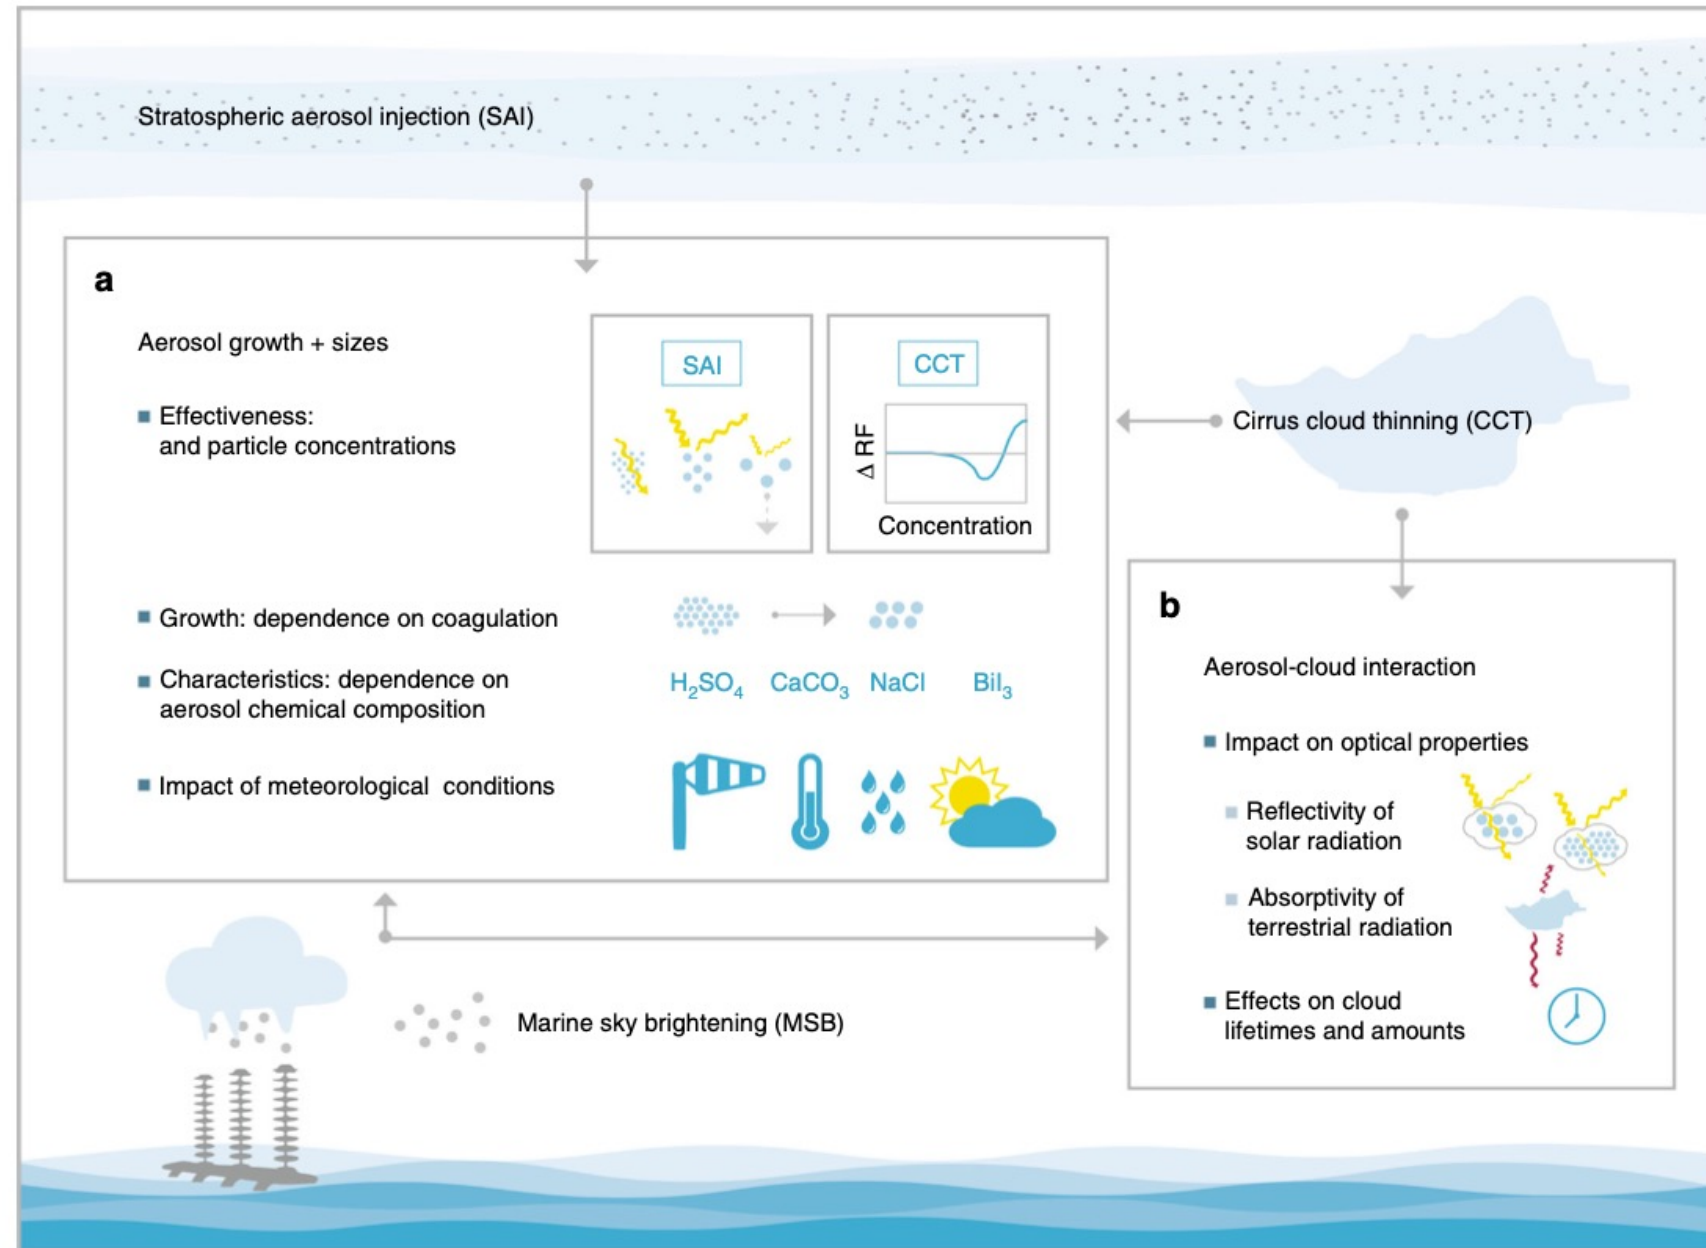 Stratospheric aerosol injection (SAI)
a
Aerosol growth + sizes
Effectiveness:
and particle concentrations
SAI
CCT
Δ RF
Concentration
Growth: dependence on coagulation
Characteristics: dependence on
aerosol chemical composition
H₂SO₄ CaCO₃ NaCl BiI₃
Impact of meteorological conditions
Cirrus cloud thinning (CCT)
b
Aerosol-cloud interaction
Impact on optical properties
Reflectivity of
solar radiation
Absorptivity of
terrestrial radiation
Effects on cloud
lifetimes and amounts
Marine sky brightening (MSB)